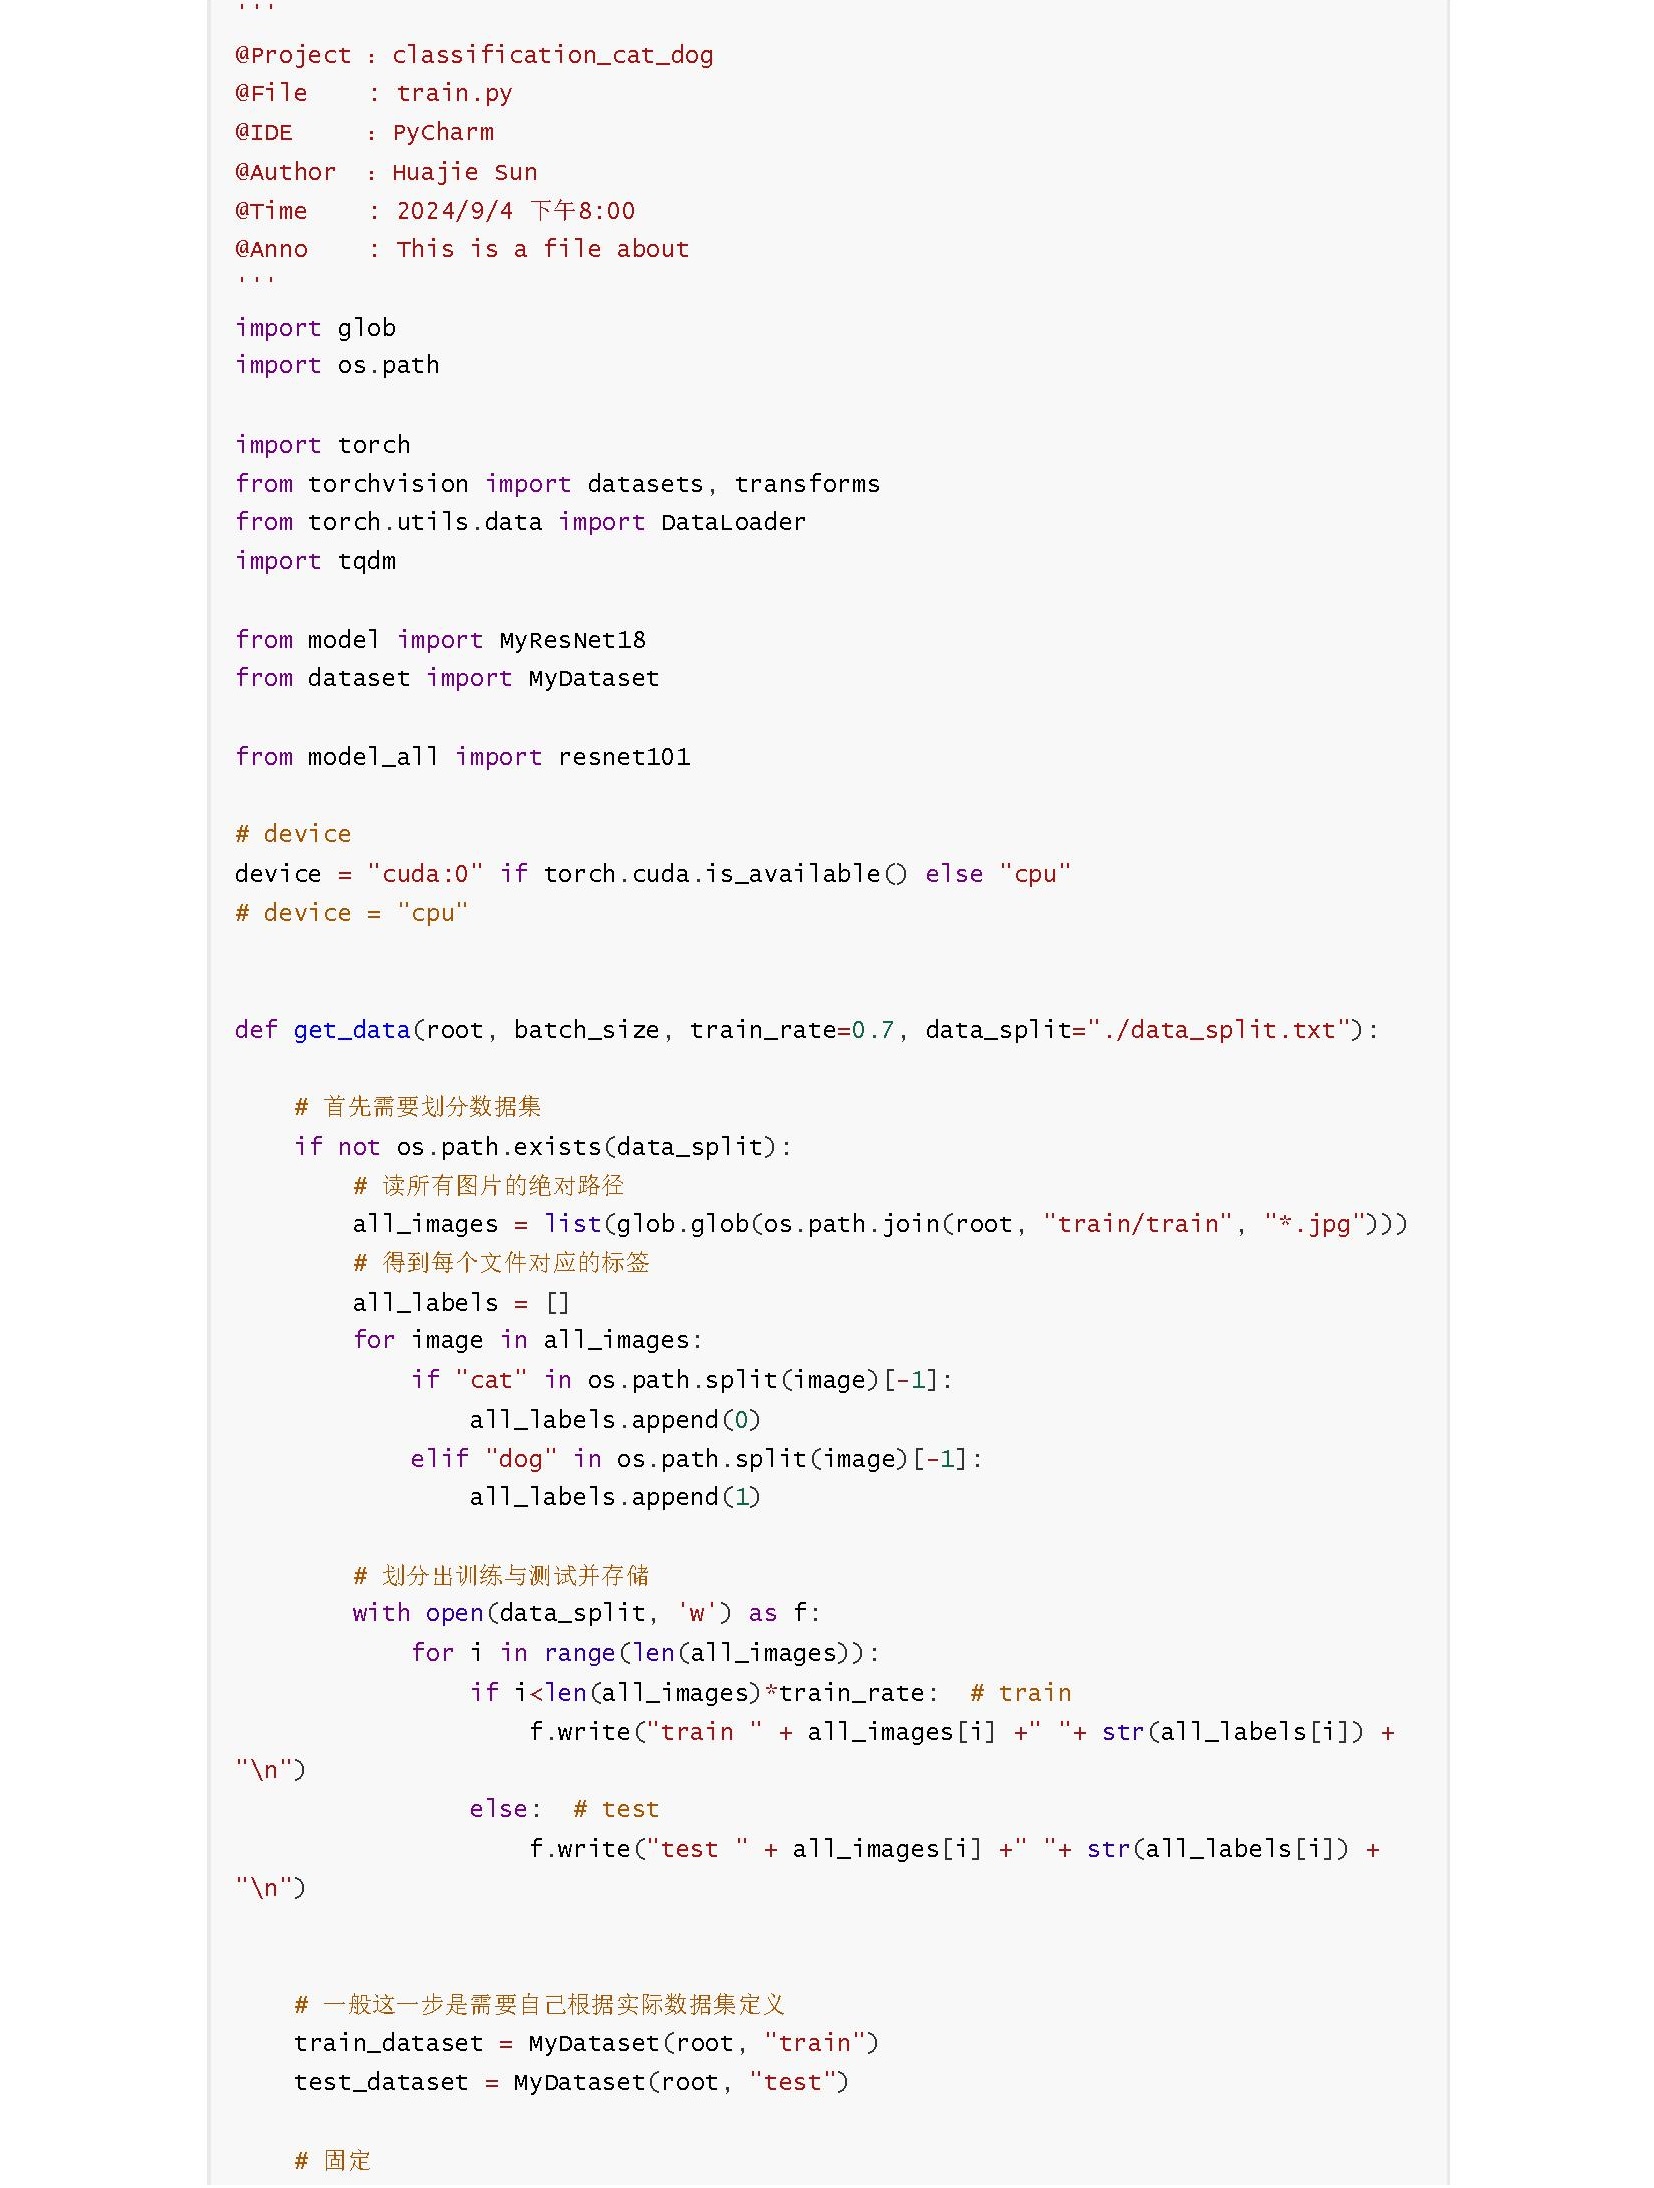 '''
@Project : classification_cat_dog
@File    : train.py
@IDE     : PyCharm
@Author  : Huajie Sun
@Time    : 2024/9/4 下午8:00
@Anno    : This is a file about
'''
import glob
import os.path

import torch
from torchvision import datasets, transforms
from torch.utils.data import DataLoader
import tqdm

from model import MyResNet18
from dataset import MyDataset

from model_all import resnet101

# device
device = "cuda:0" if torch.cuda.is_available() else "cpu"
# device = "cpu"


def get_data(root, batch_size, train_rate=0.7, data_split="./data_split.txt"):

    # 首先需要划分数据集
    if not os.path.exists(data_split):
        # 读所有图片的绝对路径
        all_images = list(glob.glob(os.path.join(root, "train/train", "*.jpg")))
        # 得到每个文件对应的标签
        all_labels = []
        for image in all_images:
            if "cat" in os.path.split(image)[-1]:
                all_labels.append(0)
            elif "dog" in os.path.split(image)[-1]:
                all_labels.append(1)

        # 划分出训练与测试并存储
        with open(data_split, 'w') as f:
            for i in range(len(all_images)):
                if i<len(all_images)*train_rate:  # train
                    f.write("train " + all_images[i] +" "+ str(all_labels[i]) +
"\n")
                else:  # test
                    f.write("test " + all_images[i] +" "+ str(all_labels[i]) +
"\n")


    # 一般这一步是需要自己根据实际数据集定义
    train_dataset = MyDataset(root, "train")
    test_dataset = MyDataset(root, "test")

    # 固定